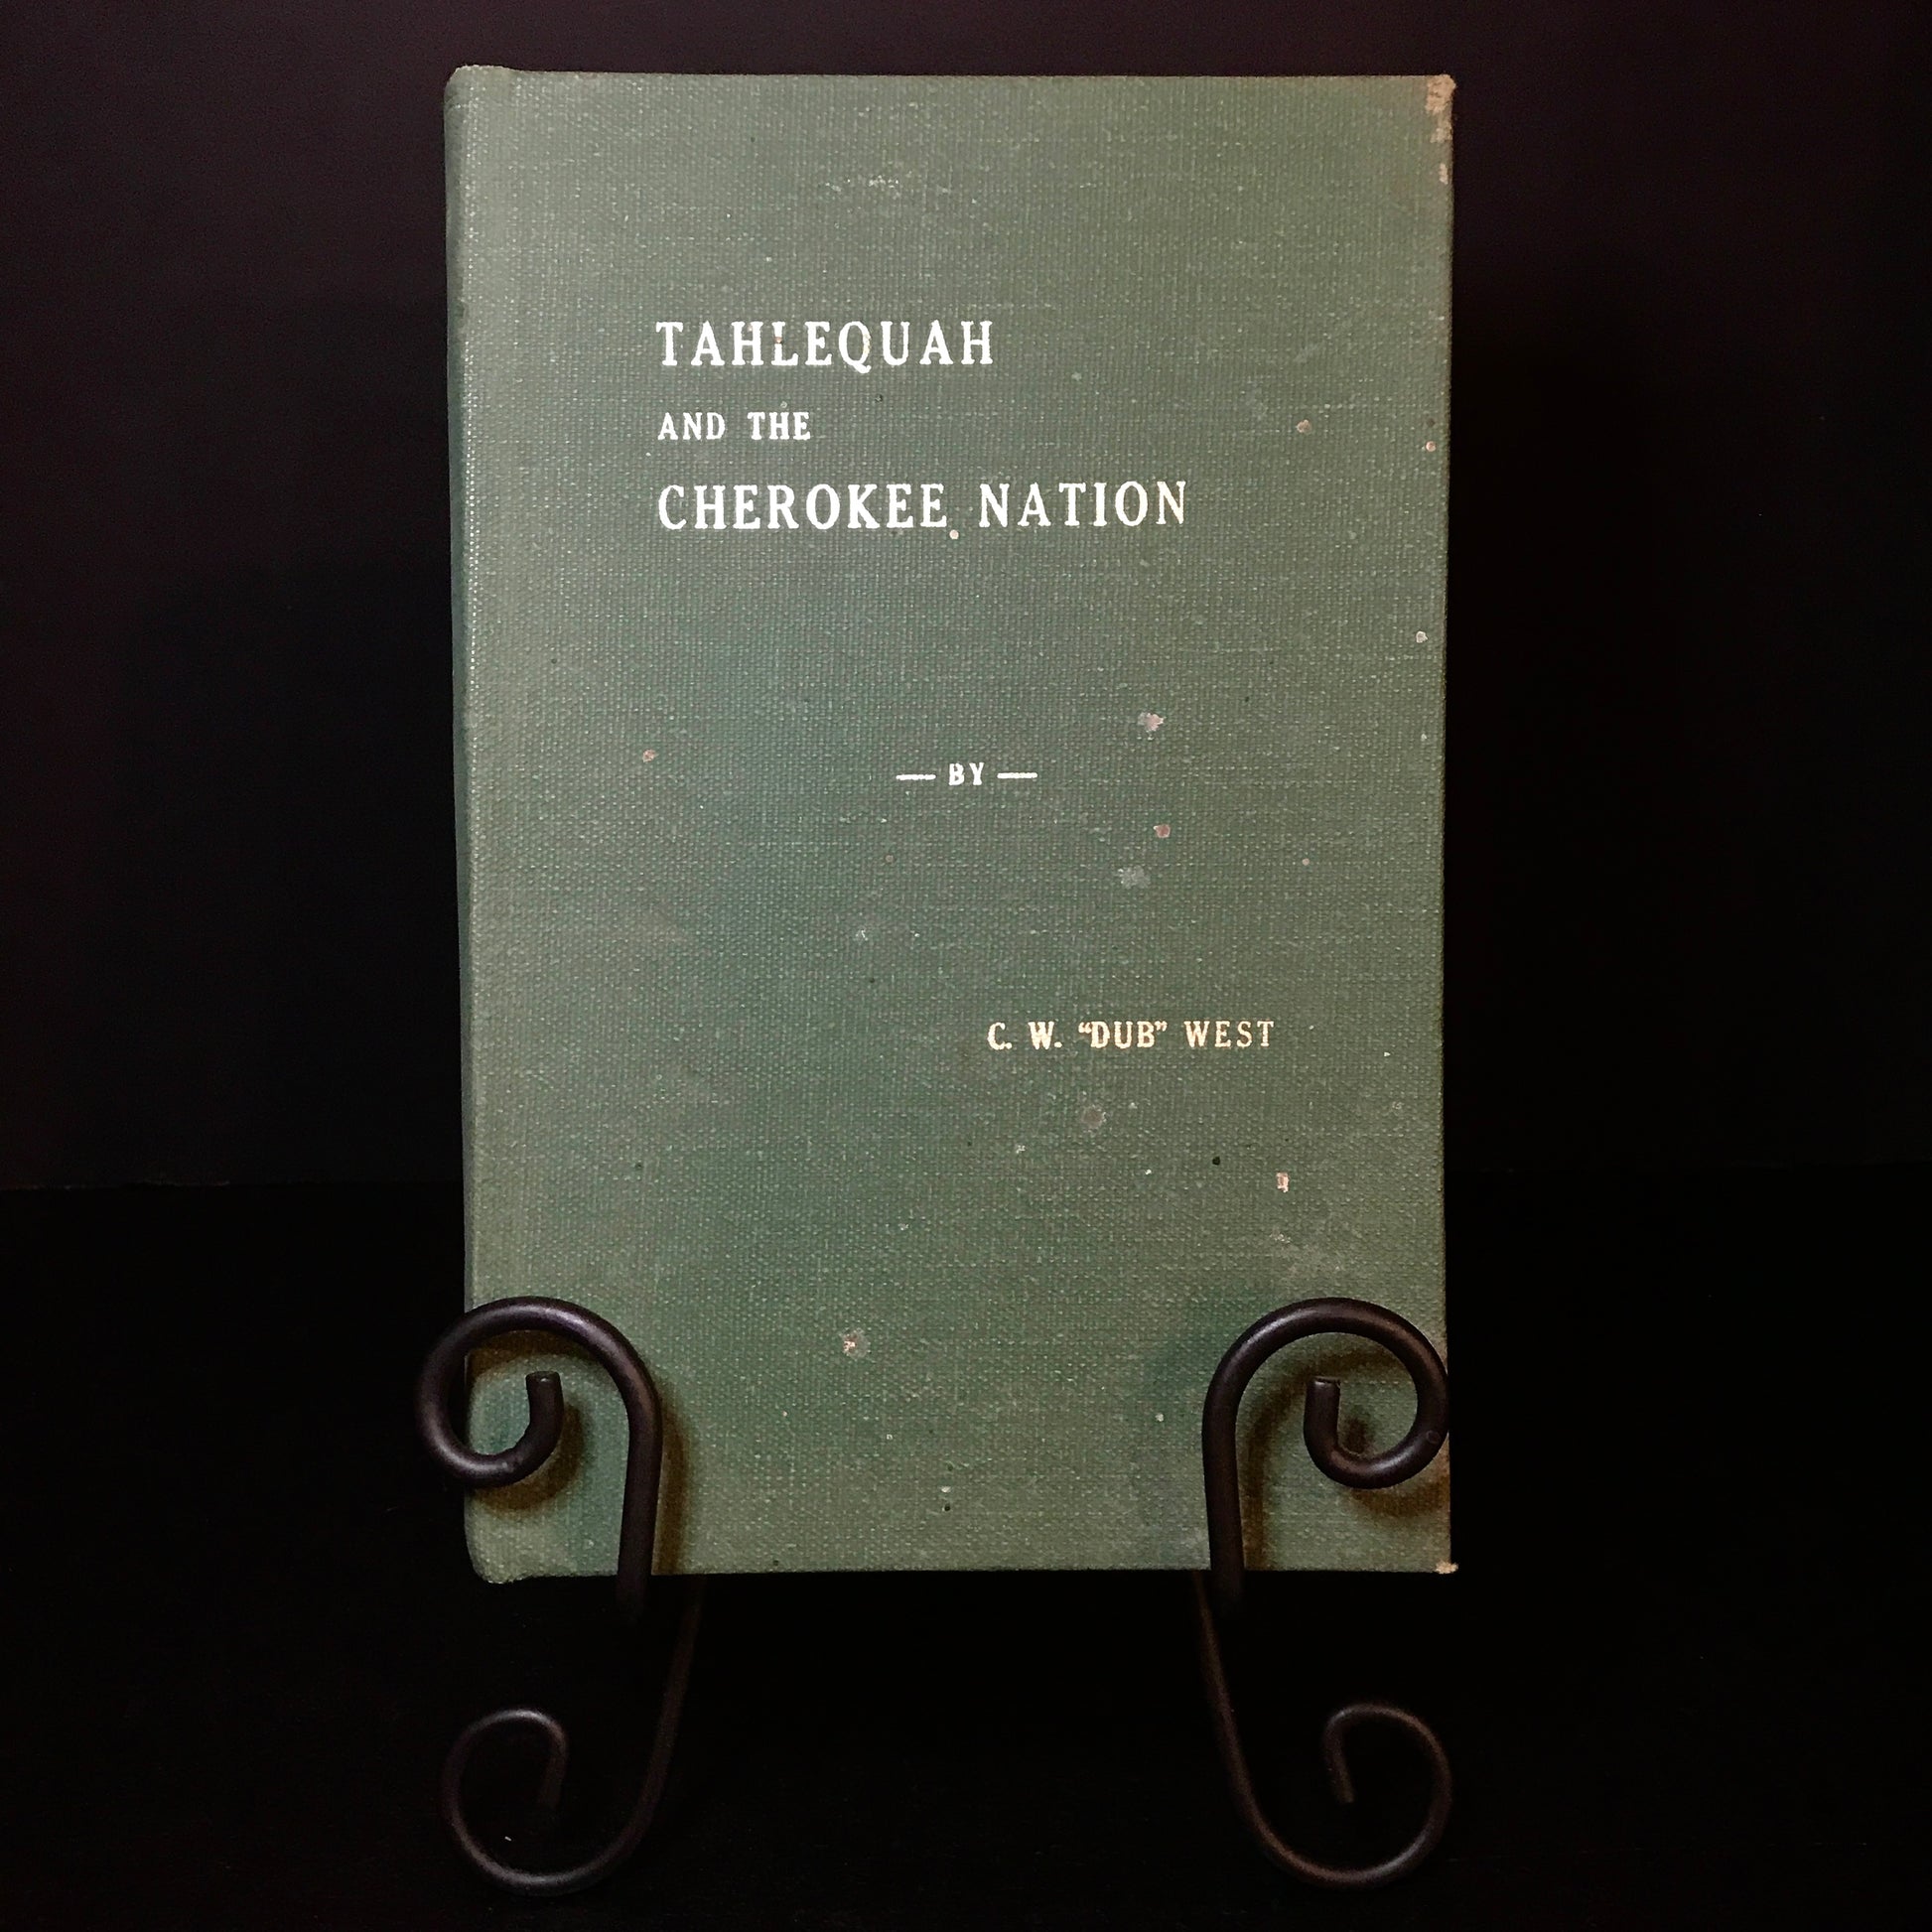 TAHLEQUAH
AND THE
CHEROKEE NATION
— BY —
C. W. “DUB” WEST